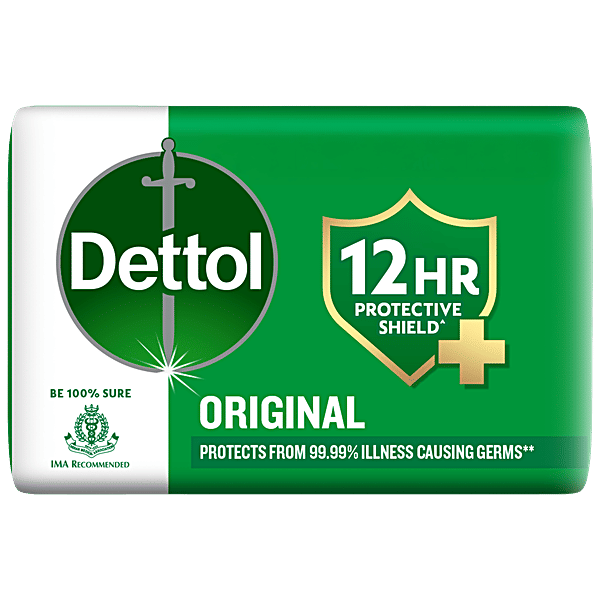 Dettol
12HR
PROTECTIVE
SHIELD^
BE 100% SURE
IMA RECOMMENDED
ORIGINAL
PROTECTS FROM 99.99% ILLNESS CAUSING GERMS**